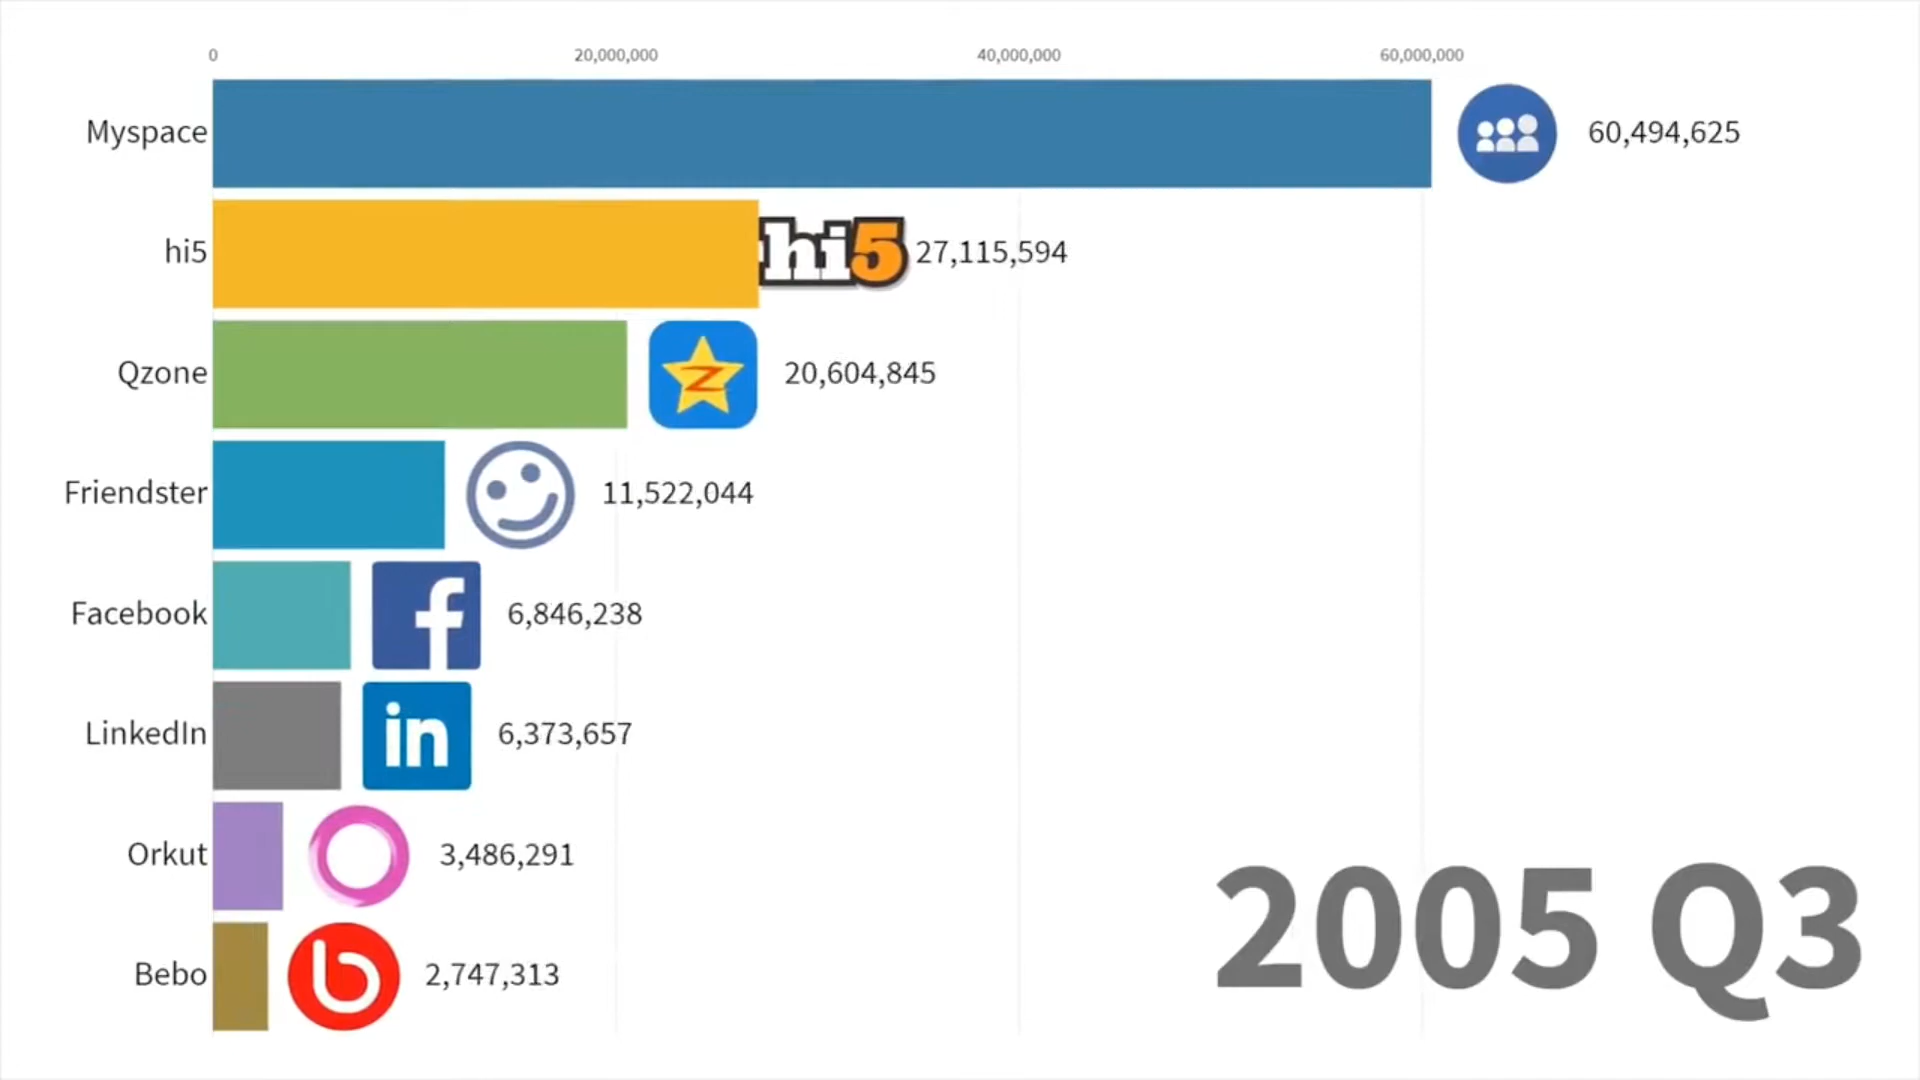 0 20,000,000 40,000,000 60,000,000
Myspace 60,494,625
hi5 hi5 27,115,594
Qzone Z 20,604,845
Friendster 11,522,044
Facebook f 6,846,238
LinkedIn in 6,373,657
Orkut 3,486,291
Bebo b 2,747,313
2005 Q3